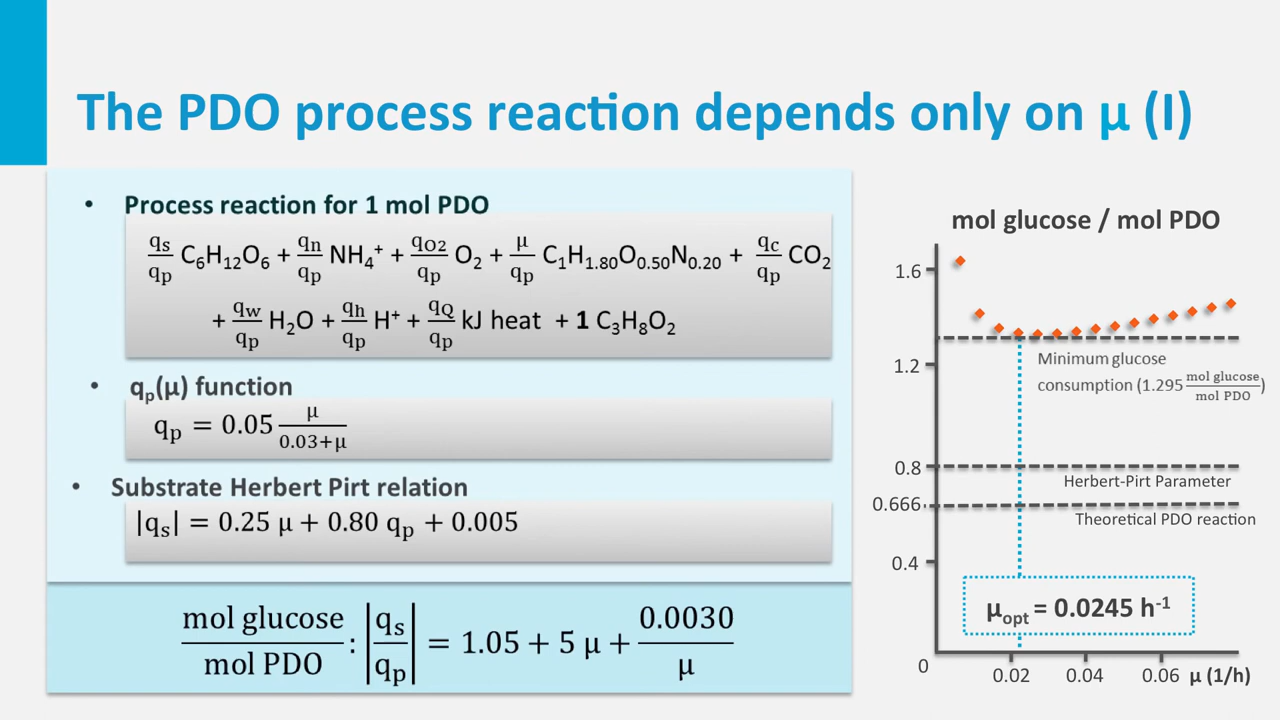 The PDO process reaction depends only on μ (I)
• Process reaction for 1 mol PDO
qs/qp C6H12O6 + qn/qp NH4+ + qO2/qp O2 + μ/qp C1H1.80O0.50N0.20 + qc/qp CO2
+ qw/qp H2O + qh/qp H+ + qQ/qp kJ heat + 1 C3H8O2
• qp(μ) function
qp = 0.05 μ/(0.03+μ)
• Substrate Herbert Pirt relation
|qs| = 0.25 μ + 0.80 qp + 0.005
mol glucose/mol PDO : |qs/qp| = 1.05 + 5 μ + 0.0030/μ
mol glucose / mol PDO
1.6
1.2
Minimum glucose
consumption (1.295 mol glucose/mol PDO)
0.8
Herbert-Pirt Parameter
0.666
Theoretical PDO reaction
0.4
μopt = 0.0245 h-1
0
0.02
0.04
0.06
μ (1/h)